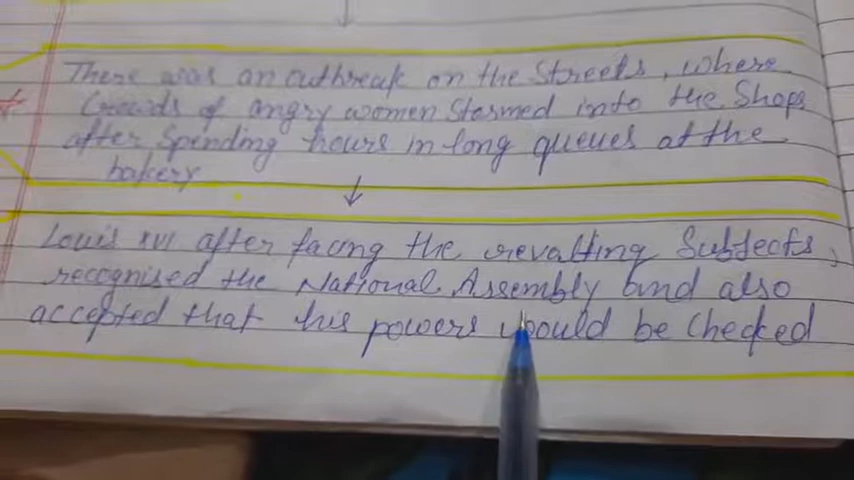 There was an outbreak on the Streets, where
Crowds of angry women Stormed into the Shops
after Spending hours in long queues at the
bakery
↓
Louis XVI after facing the revolting Subjects,
recognised the National Assembly and also
accepted that his powers would be checked